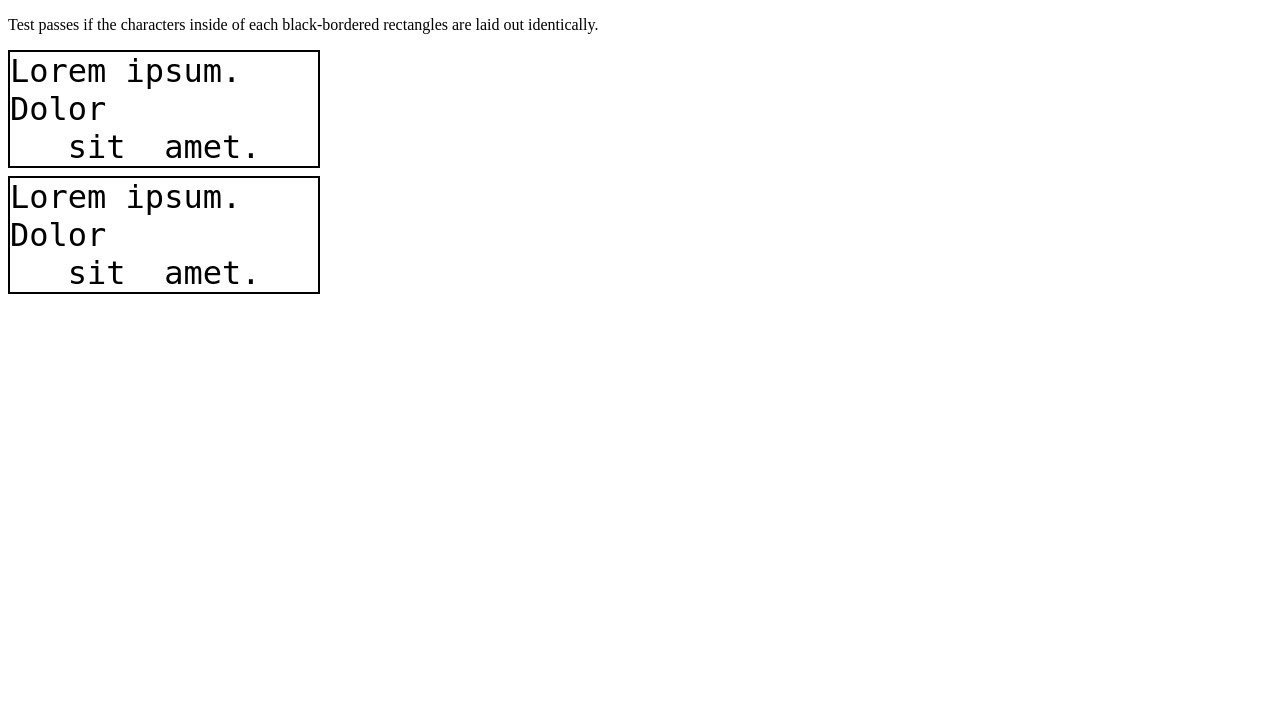 Test passes if the characters inside of each black-bordered rectangles are laid out identically.
Lorem ipsum.
Dolor
   sit  amet.
Lorem ipsum.
Dolor
   sit  amet.